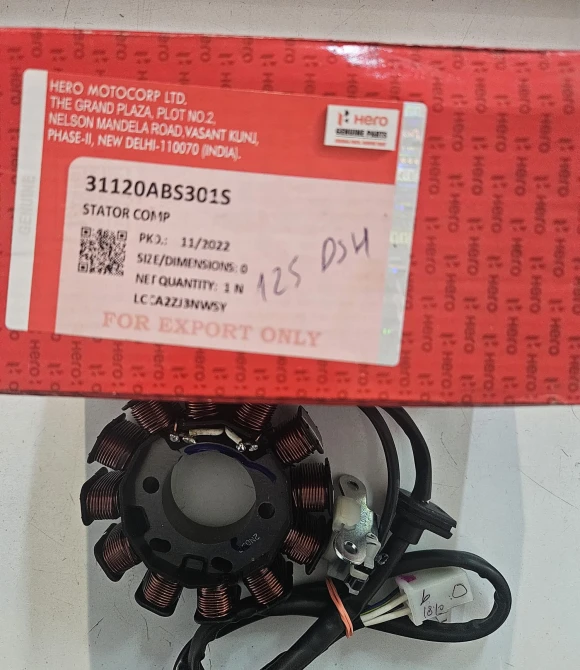 HERO MOTOCORP LTD.
THE GRAND PLAZA, PLOT NO.2,
NELSON MANDELA ROAD,VASANT KUNJ,
PHASE-II, NEW DELHI-110070 (INDIA).
Hero
GENUINE PARTS
GENUINE
31120ABS301S
STATOR COMP
PKD.: 11/2022
SIZE/DIMENSIONS: 0
NET QUANTITY: 1 N
125 DSH
FOR EXPORT ONLY